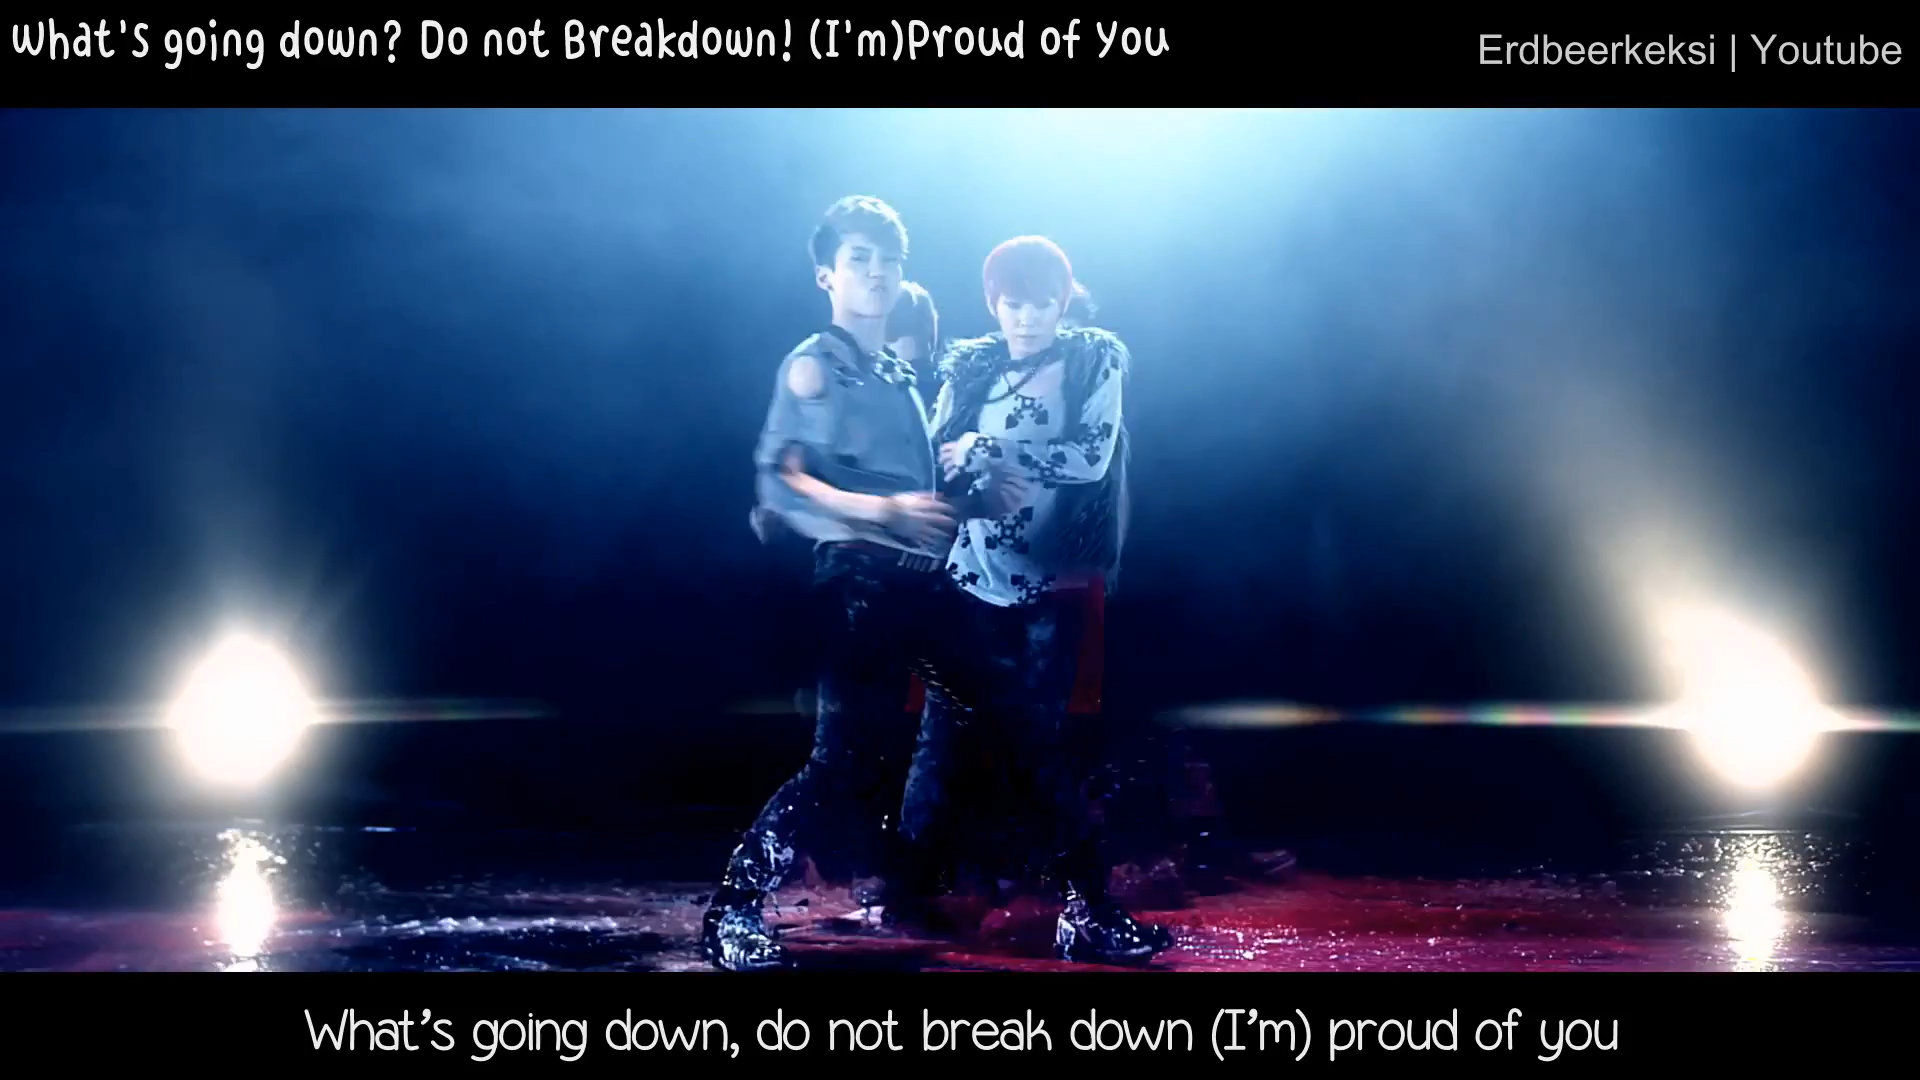 What's going down? Do not Breakdown! (I'm)Proud of You
Erdbeerkeksi | Youtube
What's going down, do not break down (I'm) proud of you